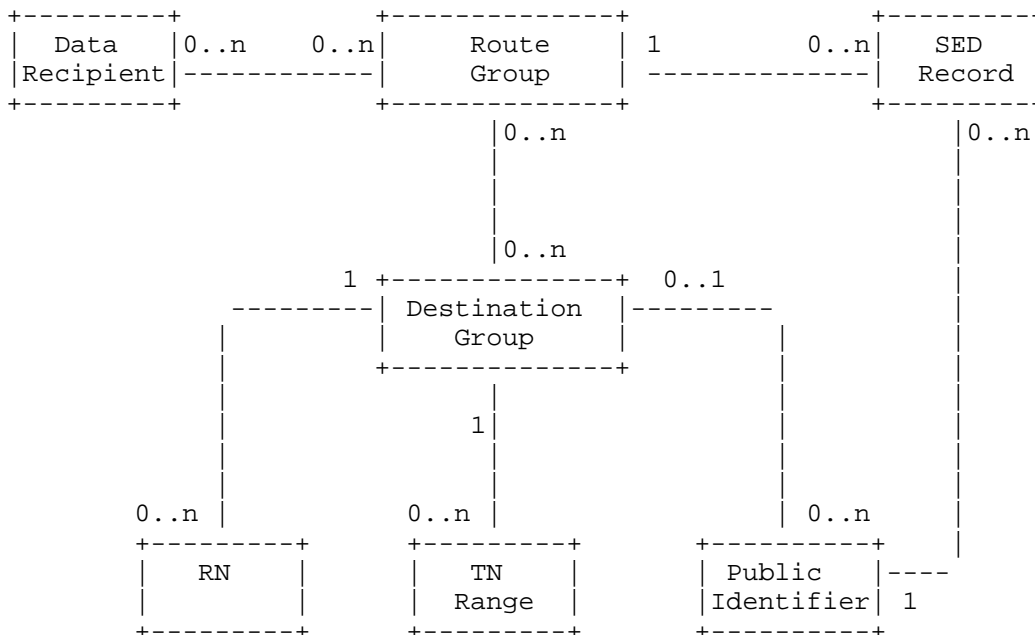 Data 0..n 0..n Route 1 0..n SED
Recipient Group Record
0..n 0..n
0..n
1 0..1
Destination
Group
1
0..n 0..n 0..n
RN TN Public
Range Identifier 1